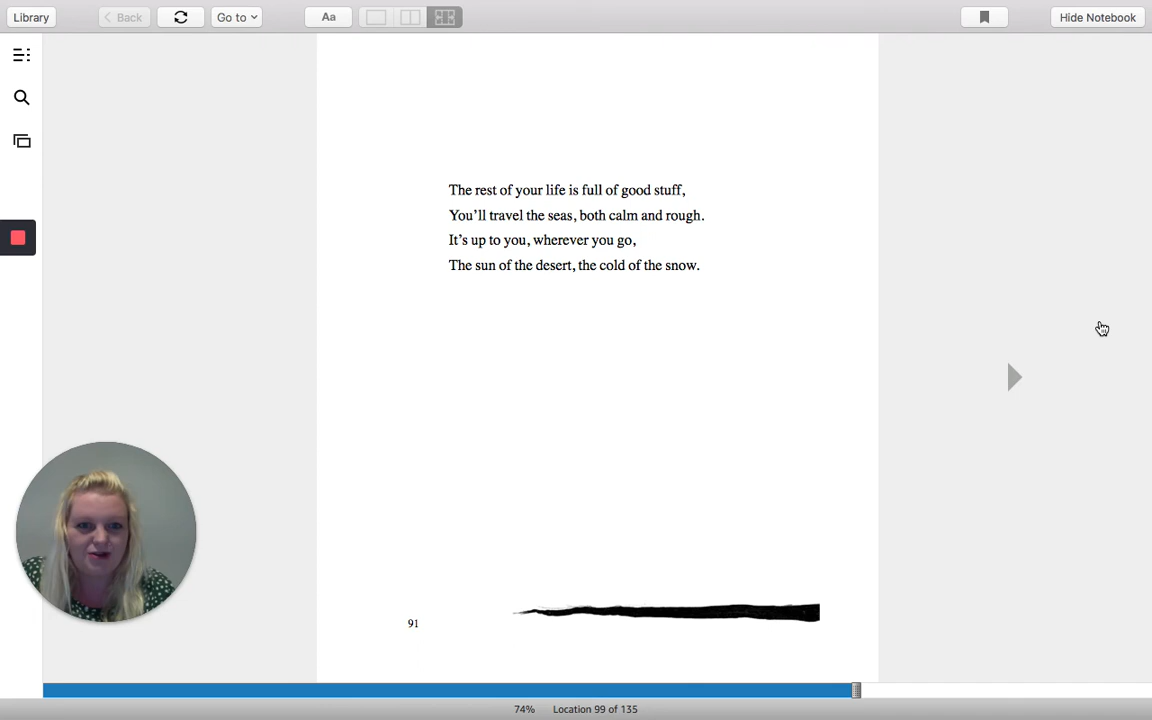 Library
Back
Go to
Aa
Hide Notebook
The rest of your life is full of good stuff,
You’ll travel the seas, both calm and rough.
It’s up to you, wherever you go,
The sun of the desert, the cold of the snow.
91
74% Location 99 of 135